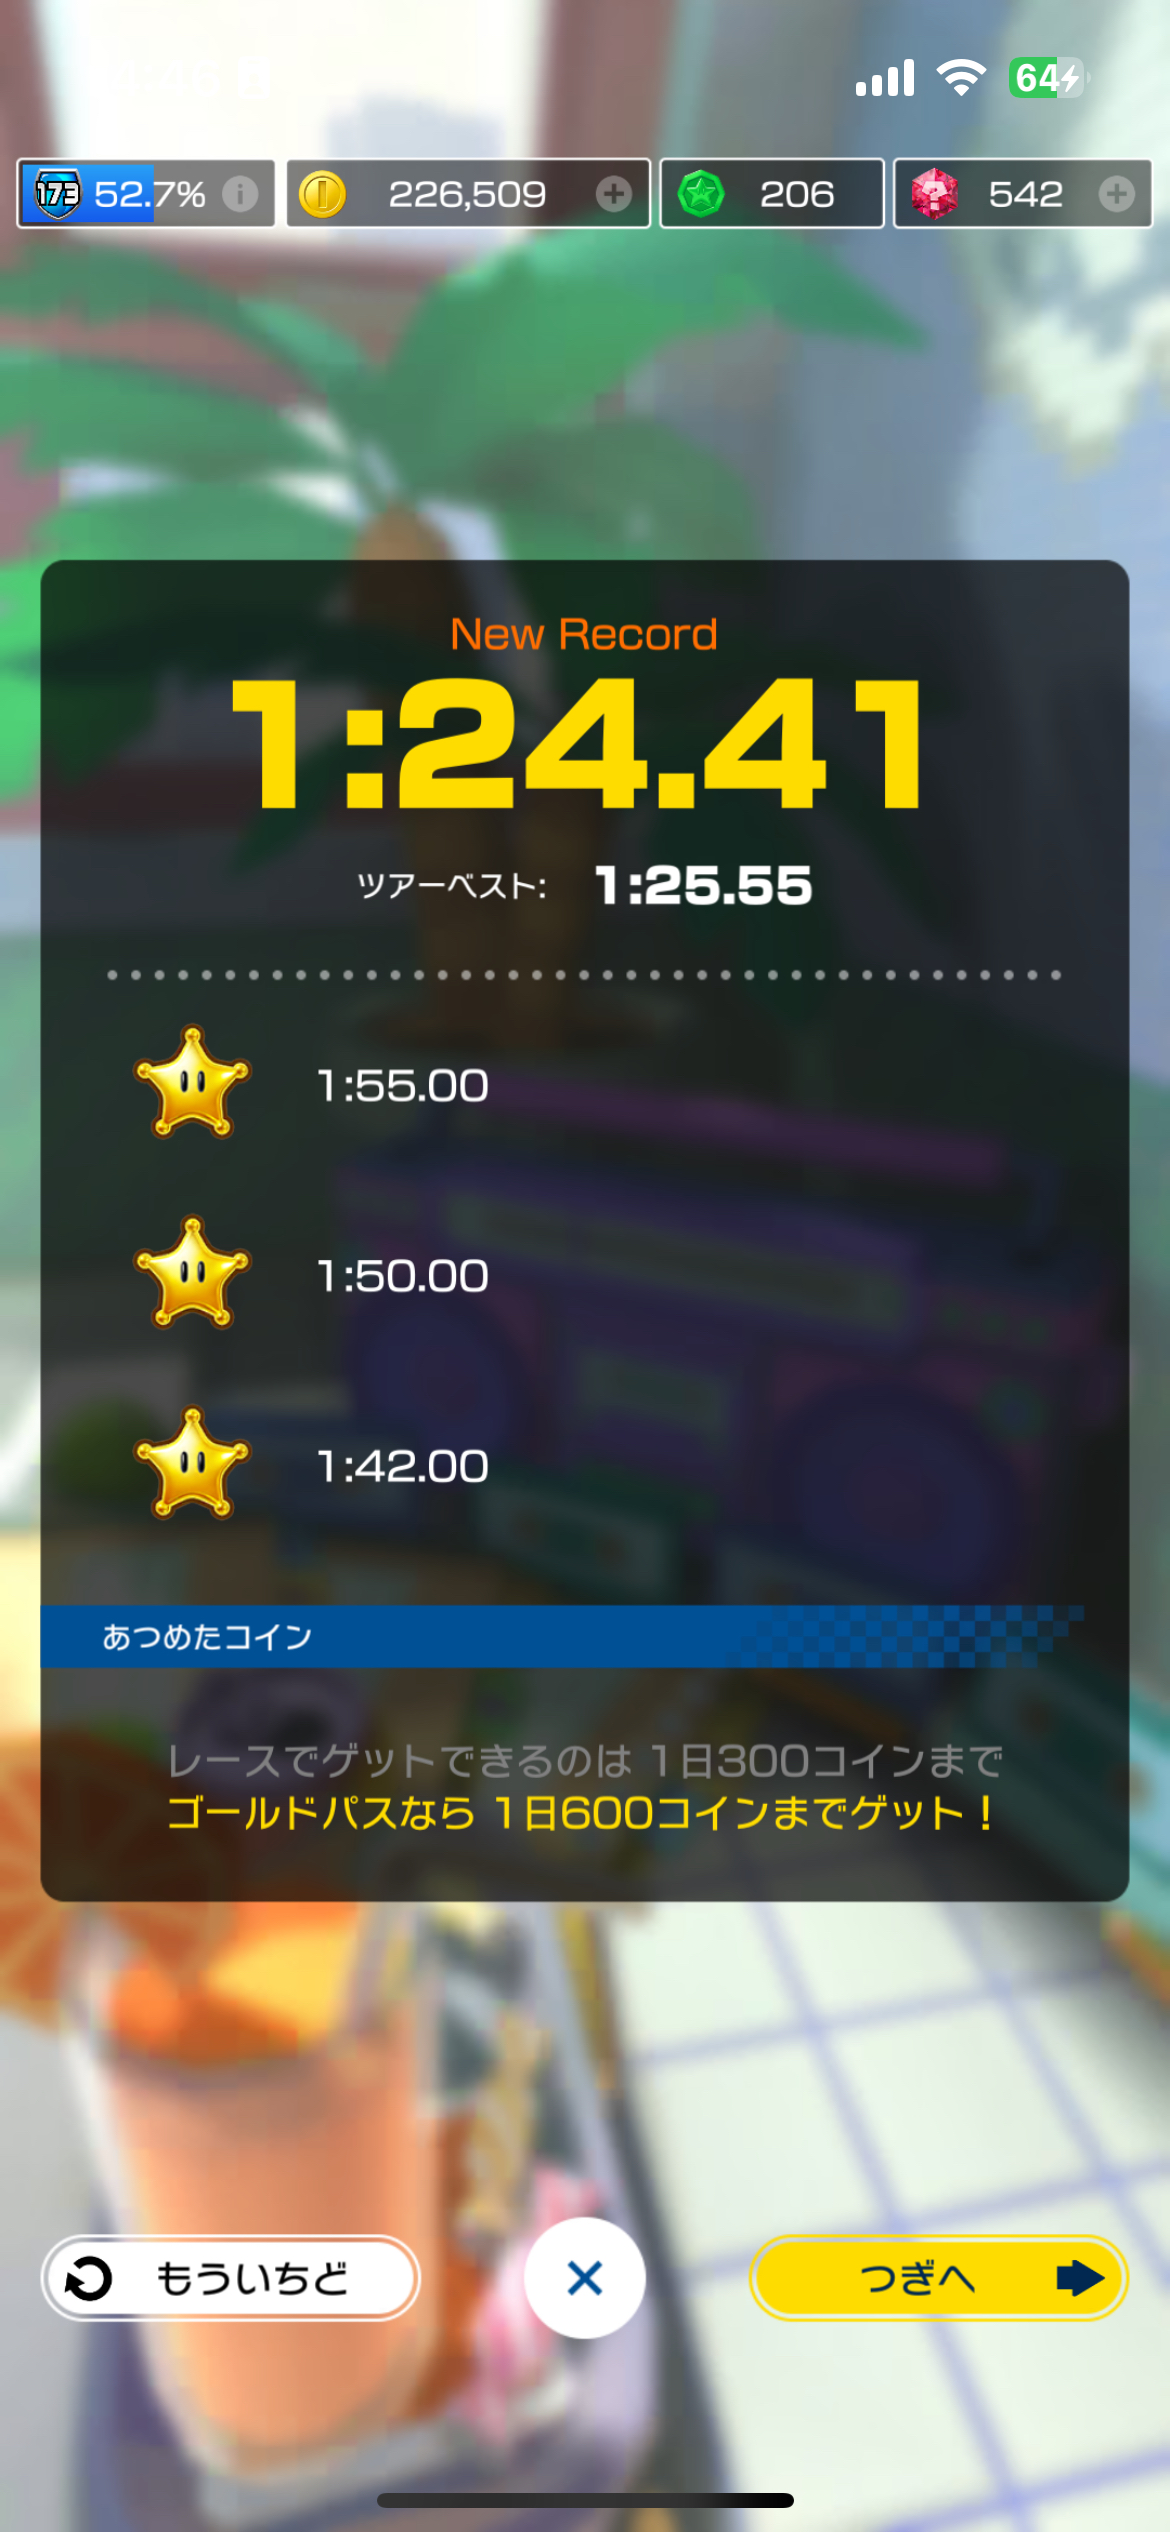 64
173 52.7% i 226,509 + 206 542 +
New Record
1:24.41
ツアーベスト: 1:25.55
1:55.00
1:50.00
1:42.00
あつめたコイン
レースでゲットできるのは 1日300コインまで
ゴールドパスなら 1日600コインまでゲット！
もういちど × つぎへ